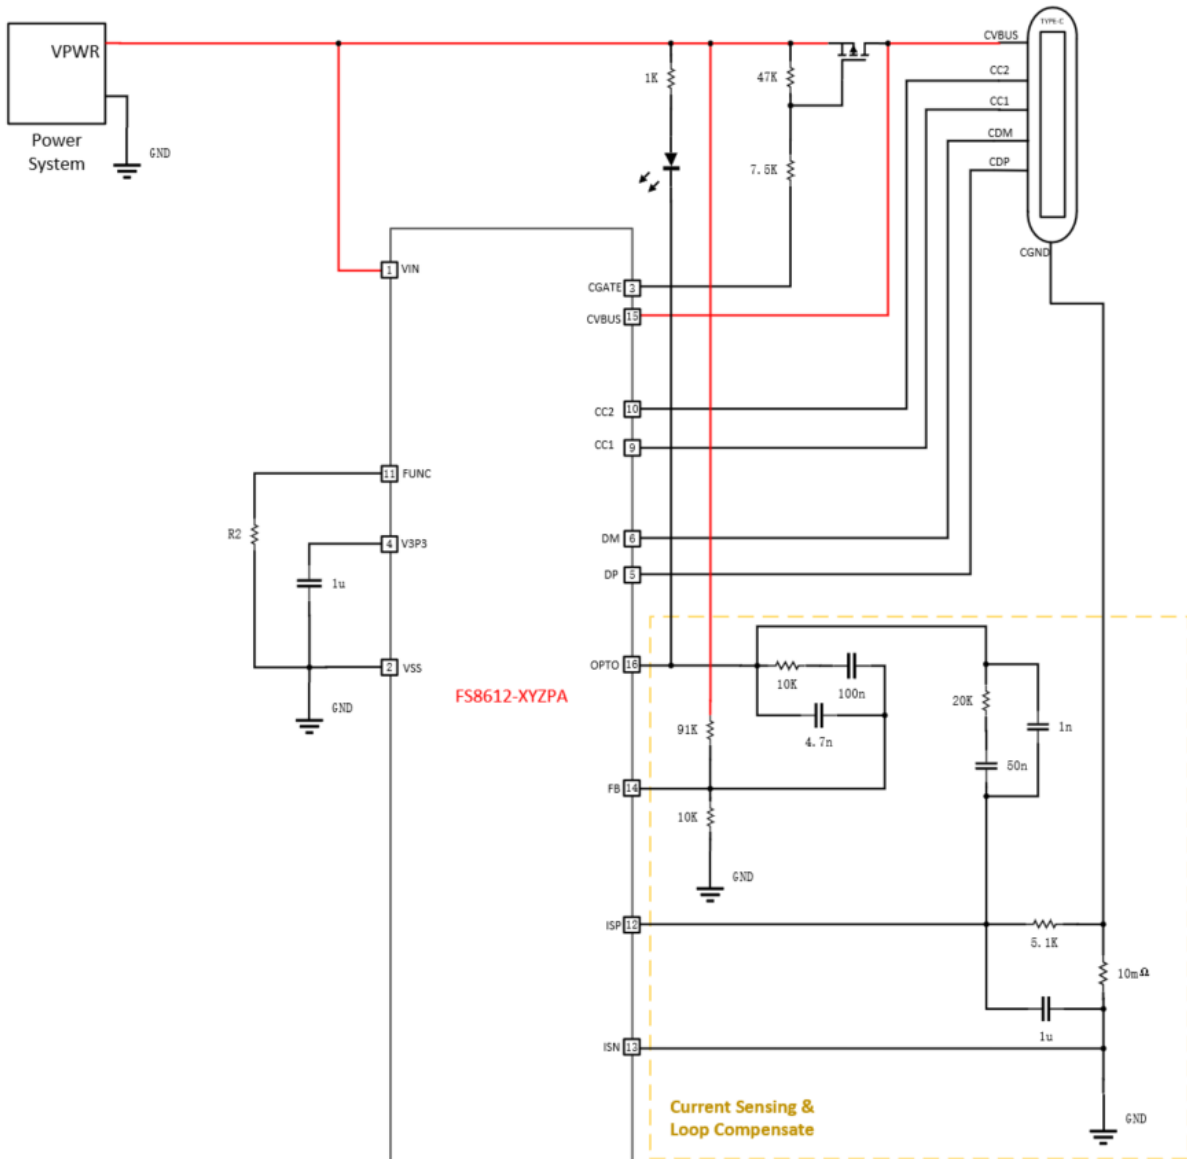 TYPE-C
CVBUS
VPWR
CC2
1K
47K
CC1
Power
System
GND
CDM
CDP
7.5K
CGND
1
VIN
CGATE
3
CVBUS
15
CC2
10
CC1
9
11
FUNC
R2
4
V3P3
DM
6
1u
DP
5
2
VSS
OPTO
16
10K
100n
FS8612-XYZPA
20K
GND
91K
4.7n
1n
50n
FB
14
10K
GND
ISP
12
5.1K
10mΩ
1u
ISN
13
Current Sensing &
Loop Compensate
GND